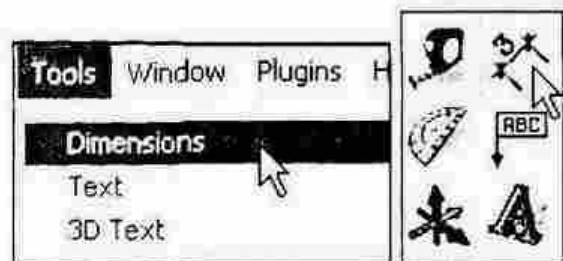 Tools Window Plugins H
Dimensions
Text
3D Text
ABC